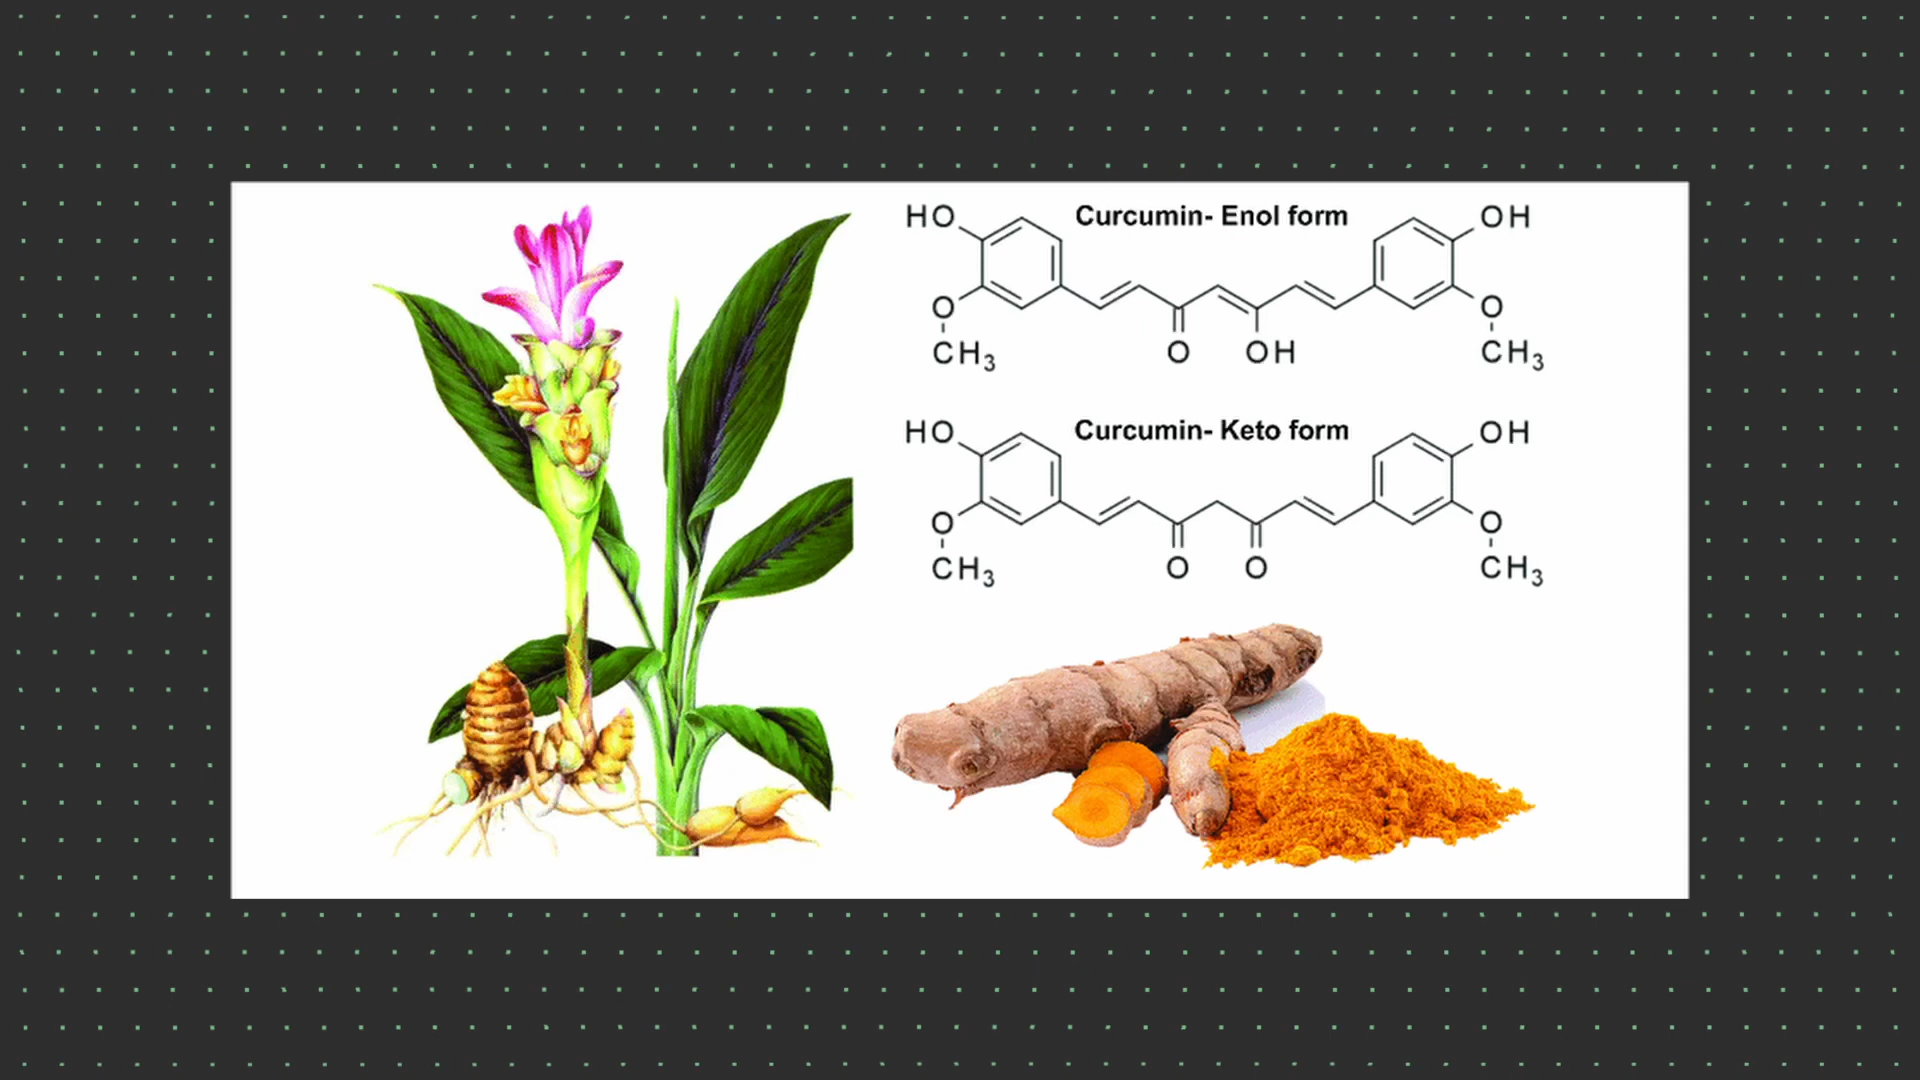 Curcumin- Enol form
HO
OH
O
O
CH3
O
OH
CH3
Curcumin- Keto form
HO
OH
O
O
CH3
O
O
CH3